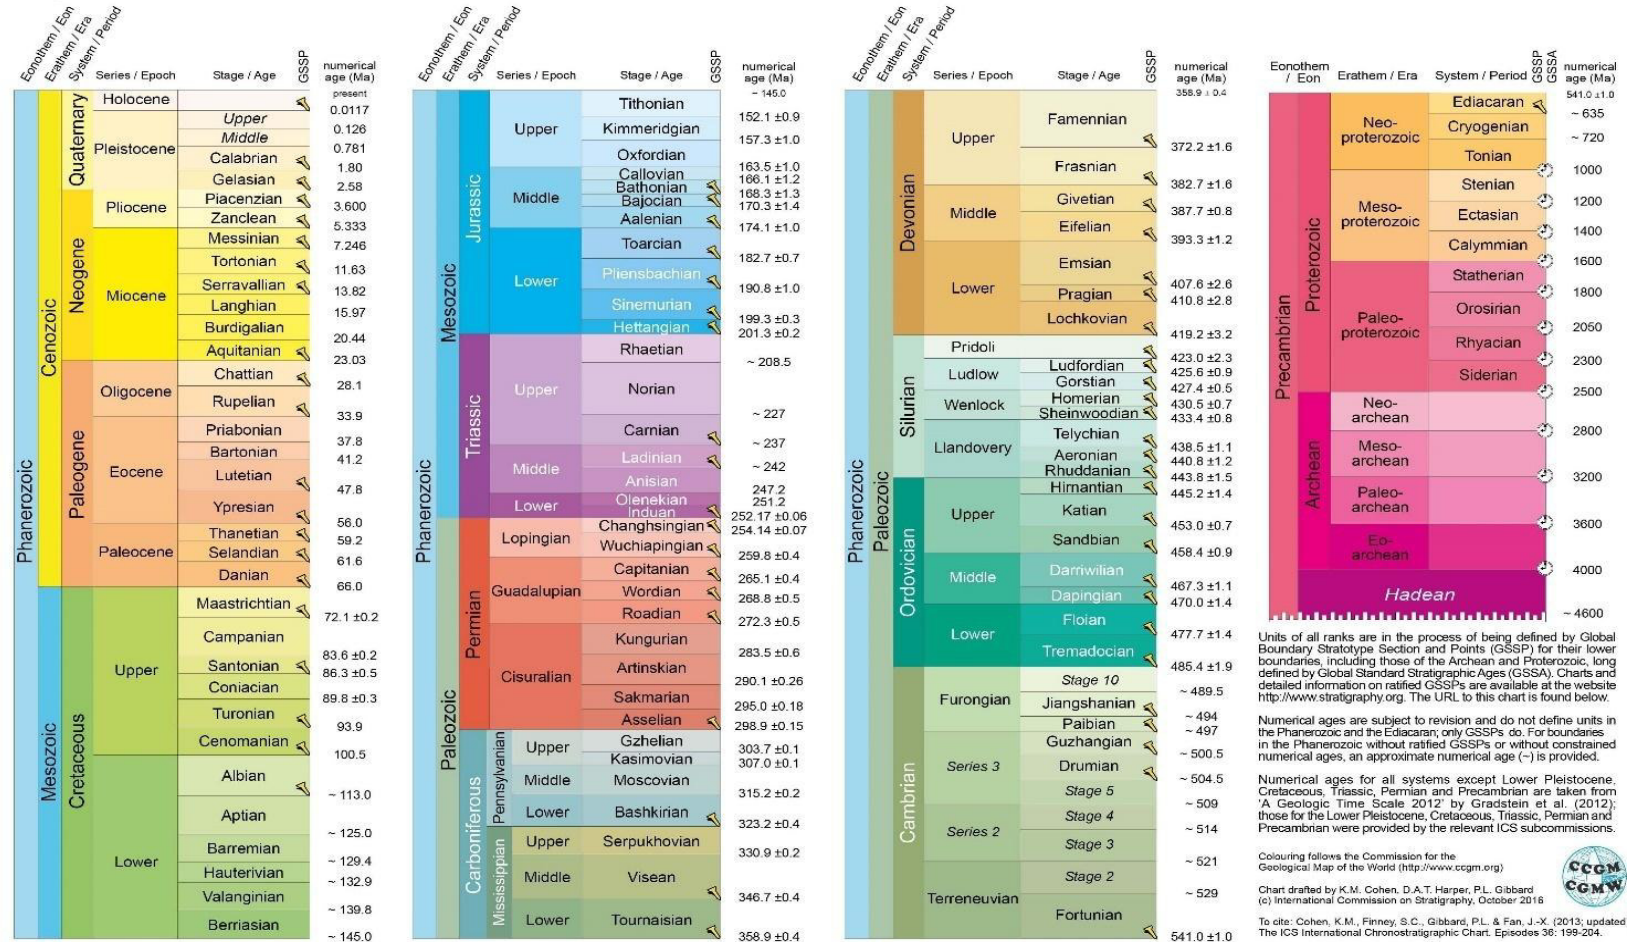 Eonothem / Eon
Erathem / Era
System / Period
Series / Epoch
Stage / Age
GSSP
numerical
age (Ma)
Phanerozoic
Cenozoic
Mesozoic
Quaternary
Neogene
Paleogene
Cretaceous
Holocene
Pleistocene
Pliocene
Miocene
Oligocene
Eocene
Paleocene
Upper
Lower
Upper
Middle
Calabrian
Gelasian
Piacenzian
Zanclean
Messinian
Tortonian
Serravallian
Langhian
Burdigalian
Aquitanian
Chattian
Rupelian
Priabonian
Bartonian
Lutetian
Ypresian
Thanetian
Selandian
Danian
Maastrichtian
Campanian
Santonian
Coniacian
Turonian
Cenomanian
Albian
Aptian
Barremian
Hauterivian
Valanginian
Berriasian
present
0.0117
0.126
0.781
1.80
2.58
3.600
5.333
7.246
11.63
13.82
15.97
20.44
23.03
28.1
33.9
37.8
41.2
47.8
56.0
59.2
61.6
66.0
72.1 ±0.2
83.6 ±0.2
86.3 ±0.5
89.8 ±0.3
93.9
100.5
~ 113.0
~ 125.0
~ 129.4
~ 132.9
~ 139.8
~ 145.0
Eonothem / Eon
Erathem / Era
System / Period
Series / Epoch
Stage / Age
GSSP
numerical
age (Ma)
Phanerozoic
Mesozoic
Paleozoic
Jurassic
Triassic
Permian
Carboniferous
Pennsylvanian
Mississippian
Upper
Middle
Lower
Upper
Middle
Lower
Lopingian
Guadalupian
Cisuralian
Upper
Middle
Lower
Upper
Middle
Lower
Tithonian
Kimmeridgian
Oxfordian
Callovian
Bathonian
Bajocian
Aalenian
Toarcian
Pliensbachian
Sinemurian
Hettangian
Rhaetian
Norian
Carnian
Ladinian
Anisian
Olenekian
Induan
Changhsingian
Wuchiapingian
Capitanian
Wordian
Roadian
Kungurian
Artinskian
Sakmarian
Asselian
Gzhelian
Kasimovian
Moscovian
Bashkirian
Serpukhovian
Visean
Tournaisian
~ 145.0
152.1 ±0.9
157.3 ±1.0
163.5 ±1.0
166.1 ±1.2
168.3 ±1.3
170.3 ±1.4
174.1 ±1.0
182.7 ±0.7
190.8 ±1.0
199.3 ±0.3
201.3 ±0.2
~ 208.5
~ 227
~ 237
~ 242
247.2
251.2
252.17 ±0.06
254.14 ±0.07
259.8 ±0.4
265.1 ±0.4
268.8 ±0.5
272.3 ±0.5
283.5 ±0.6
290.1 ±0.26
295.0 ±0.18
298.9 ±0.15
303.7 ±0.1
307.0 ±0.1
315.2 ±0.2
323.2 ±0.4
330.9 ±0.2
346.7 ±0.4
358.9 ±0.4
Eonothem / Eon
Erathem / Era
System / Period
Series / Epoch
Stage / Age
GSSP
numerical
age (Ma)
Phanerozoic
Paleozoic
Devonian
Silurian
Ordovician
Cambrian
Upper
Middle
Lower
Pridoli
Ludlow
Wenlock
Llandovery
Upper
Middle
Lower
Furongian
Series 3
Series 2
Terreneuvian
Famennian
Frasnian
Givetian
Eifelian
Emsian
Pragian
Lochkovian
Ludfordian
Gorstian
Homerian
Sheinwoodian
Telychian
Aeronian
Rhuddanian
Hirnantian
Katian
Sandbian
Darriwilian
Dapingian
Floian
Tremadocian
Stage 10
Jiangshanian
Paibian
Guzhangian
Drumian
Stage 5
Stage 4
Stage 3
Stage 2
Fortunian
358.9 ± 0.4
372.2 ±1.6
382.7 ±1.6
387.7 ±0.8
393.3 ±1.2
407.6 ±2.6
410.8 ±2.8
419.2 ±3.2
423.0 ±2.3
425.6 ±0.9
427.4 ±0.5
430.5 ±0.7
433.4 ±0.8
438.5 ±1.1
440.8 ±1.2
443.8 ±1.5
445.2 ±1.4
453.0 ±0.7
458.4 ±0.9
467.3 ±1.1
470.0 ±1.4
477.7 ±1.4
485.4 ±1.9
~ 489.5
~ 494
~ 497
~ 500.5
~ 504.5
~ 509
~ 514
~ 521
~ 529
541.0 ±1.0
Eonothem
/ Eon
Erathem / Era
System / Period
GSSP
GSSA
numerical
age (Ma)
Precambrian
Proterozoic
Archean
Hadean
Neo-
proterozoic
Meso-
proterozoic
Paleo-
proterozoic
Neo-
archean
Meso-
archean
Paleo-
archean
Eo-
archean
Ediacaran
Cryogenian
Tonian
Stenian
Ectasian
Calymmian
Statherian
Orosirian
Rhyacian
Siderian
541.0 ±1.0
~ 635
~ 720
1000
1200
1400
1600
1800
2050
2300
2500
2800
3200
3600
4000
~ 4600
Units of all ranks are in the process of being defined by Global
Boundary Stratotype Section and Points (GSSP) for their lower
boundaries, including those of the Archean and Proterozoic, long
defined by Global Standard Stratigraphic Ages (GSSA). Charts and
detailed information on ratified GSSPs are available at the website
http://www.stratigraphy.org. The URL to this chart is found below.
Numerical ages are subject to revision and do not define units in
the Phanerozoic and the Ediacaran; only GSSPs do. For boundaries
in the Phanerozoic without ratified GSSPs or without constrained
numerical ages, an approximate numerical age (~) is provided.
Numerical ages for all systems except Lower Pleistocene,
Cretaceous, Triassic, Permian and Precambrian are taken from
'A Geologic Time Scale 2012' by Gradstein et al. (2012);
those for the Lower Pleistocene, Cretaceous, Triassic, Permian and
Precambrian were provided by the relevant ICS subcommissions.
Colouring follows the Commission for the
Geological Map of the World (http://www.ccgm.org)
Chart drafted by K.M. Cohen, D.A.T. Harper, P.L. Gibbard
(c) International Commission on Stratigraphy, October 2016
To cite: Cohen, K.M., Finney, S.C., Gibbard, P.L. & Fan, J.-X. (2013; updated
The ICS International Chronostratigraphic Chart. Episodes 36: 199-204.
CCGM
CGMW